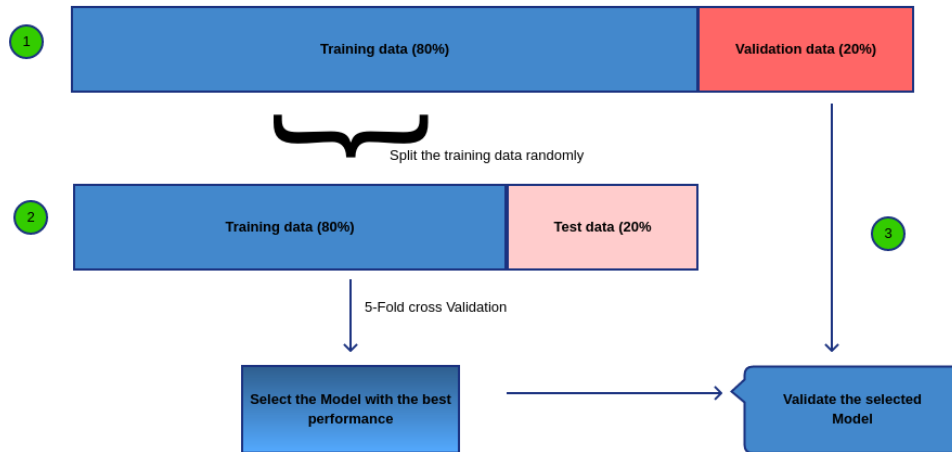 1
Training data (80%)
Validation data (20%)
Split the training data randomly
2
Training data (80%)
Test data (20%
3
5-Fold cross Validation
Select the Model with the best
performance
Validate the selected
Model